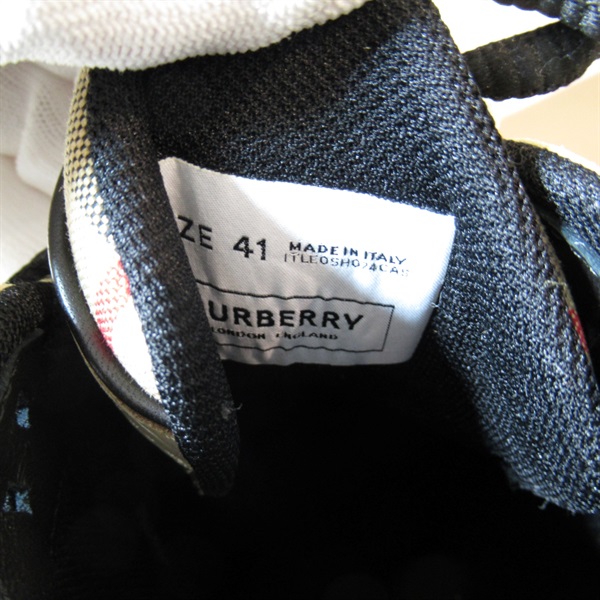 ZE 41
MADE IN ITALY
URBERRY
LONDON ENGLAND